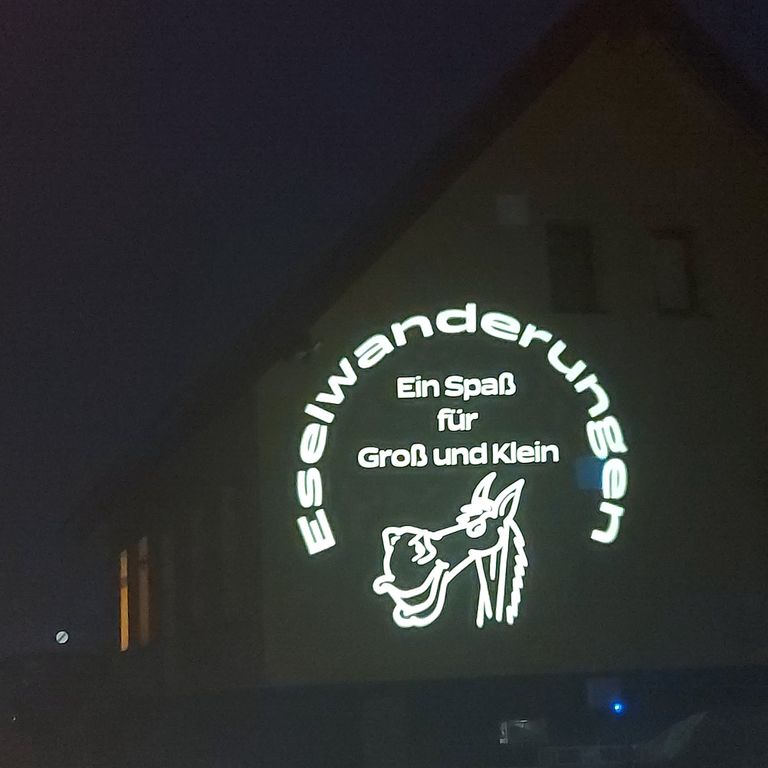 Eselwanderungen
Ein Spaß
für
Groß und Klein